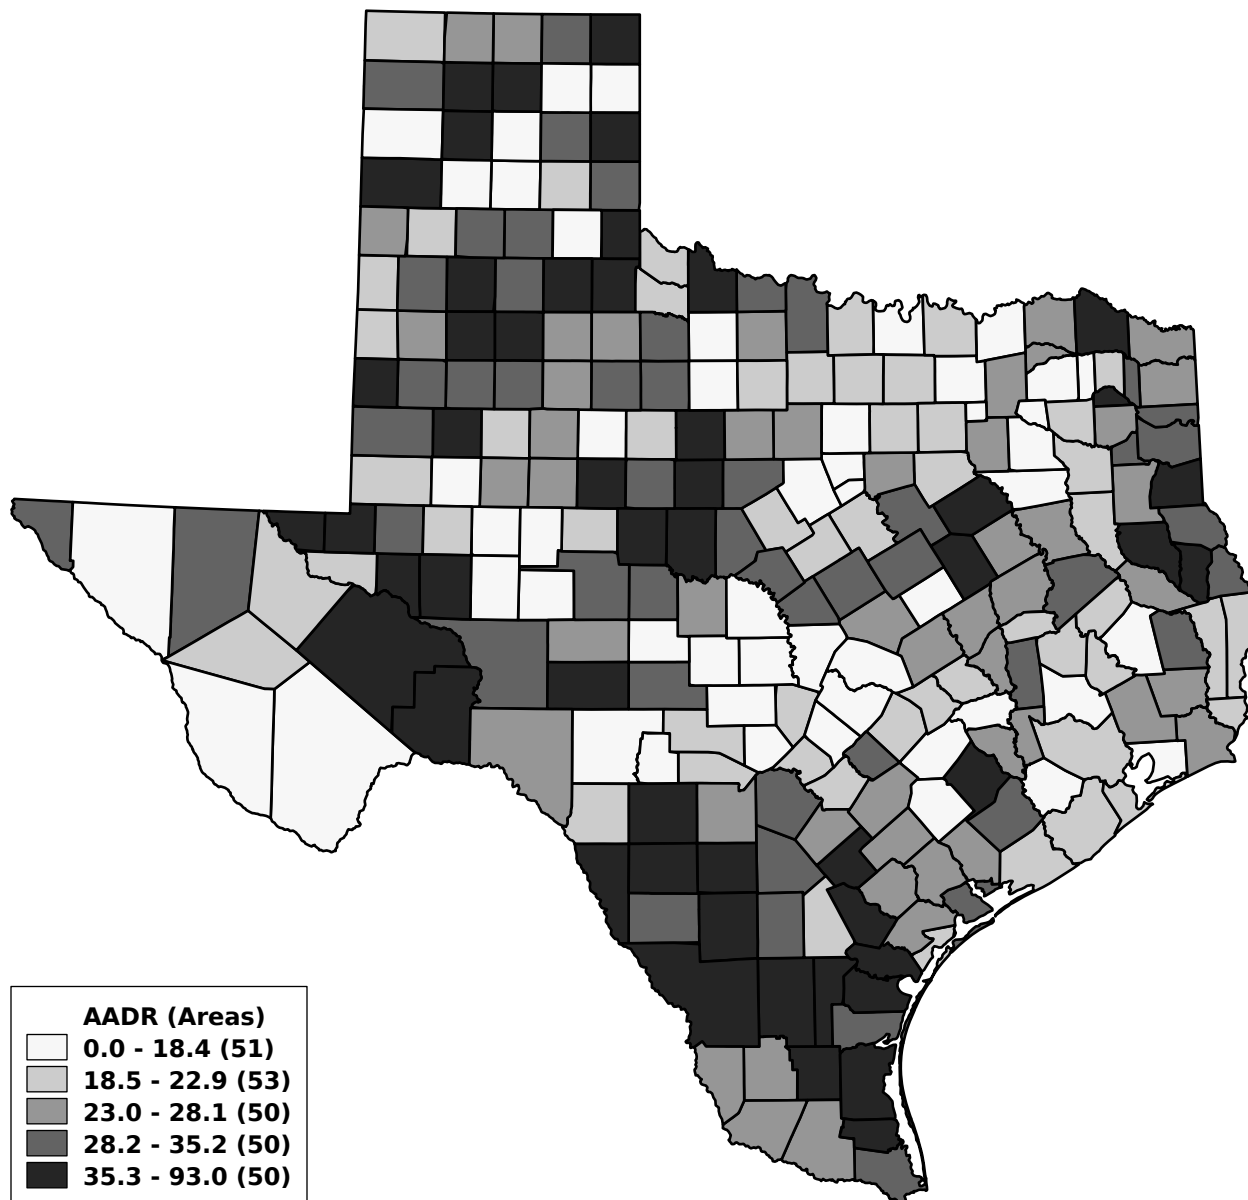 AADR (Areas)
0.0 - 18.4 (51)
18.5 - 22.9 (53)
23.0 - 28.1 (50)
28.2 - 35.2 (50)
35.3 - 93.0 (50)